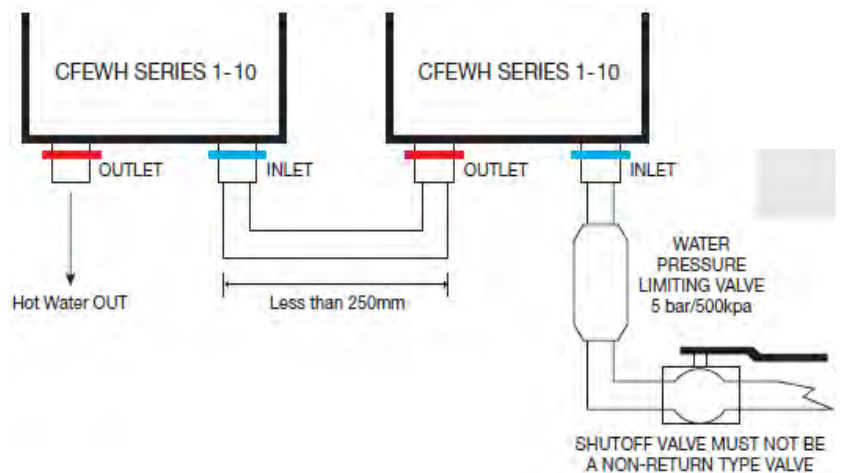 CFEWH SERIES 1-10
CFEWH SERIES 1-10
OUTLET
INLET
OUTLET
INLET
Hot Water OUT
Less than 250mm
WATER
PRESSURE
LIMITING VALVE
5 bar/500kpa
SHUTOFF VALVE MUST NOT BE
A NON-RETURN TYPE VALVE